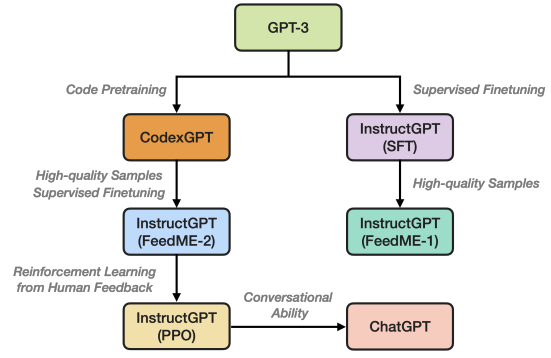 GPT-3
Code Pretraining
Supervised Finetuning
CodexGPT
InstructGPT
(SFT)
High-quality Samples
Supervised Finetuning
High-quality Samples
InstructGPT
(FeedME-2)
InstructGPT
(FeedME-1)
Reinforcement Learning
from Human Feedback
InstructGPT
(PPO)
Conversational
Ability
ChatGPT